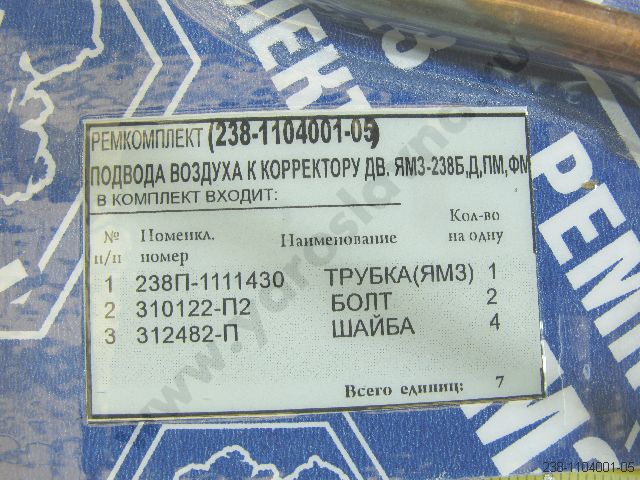 РЕМКОМПЛЕКТ (238-1104001-05)
ПОДВОДА ВОЗДУХА К КОРРЕКТОРУ ДВ. ЯМЗ-238Б,Д,ПМ,ФМ
В КОМПЛЕКТ ВХОДИТ:
№ п/п Номенкл. номер Наименование Кол-во на одну
1 238П-1111430 ТРУБКА(ЯМЗ) 1
2 310122-П2 БОЛТ 2
3 312482-П ШАЙБА 4
Всего единиц: 7
238-1104001-05